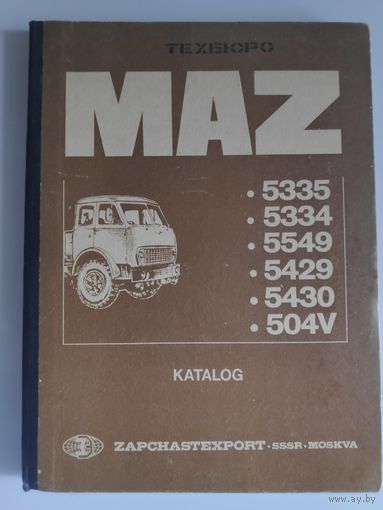 ТЕХБЮРО
MAZ
• 5335
• 5334
• 5549
• 5429
• 5430
• 504V
KATALOG
ZAPCHASTEXPORT • SSSR • MOSKVA
www.ay.by